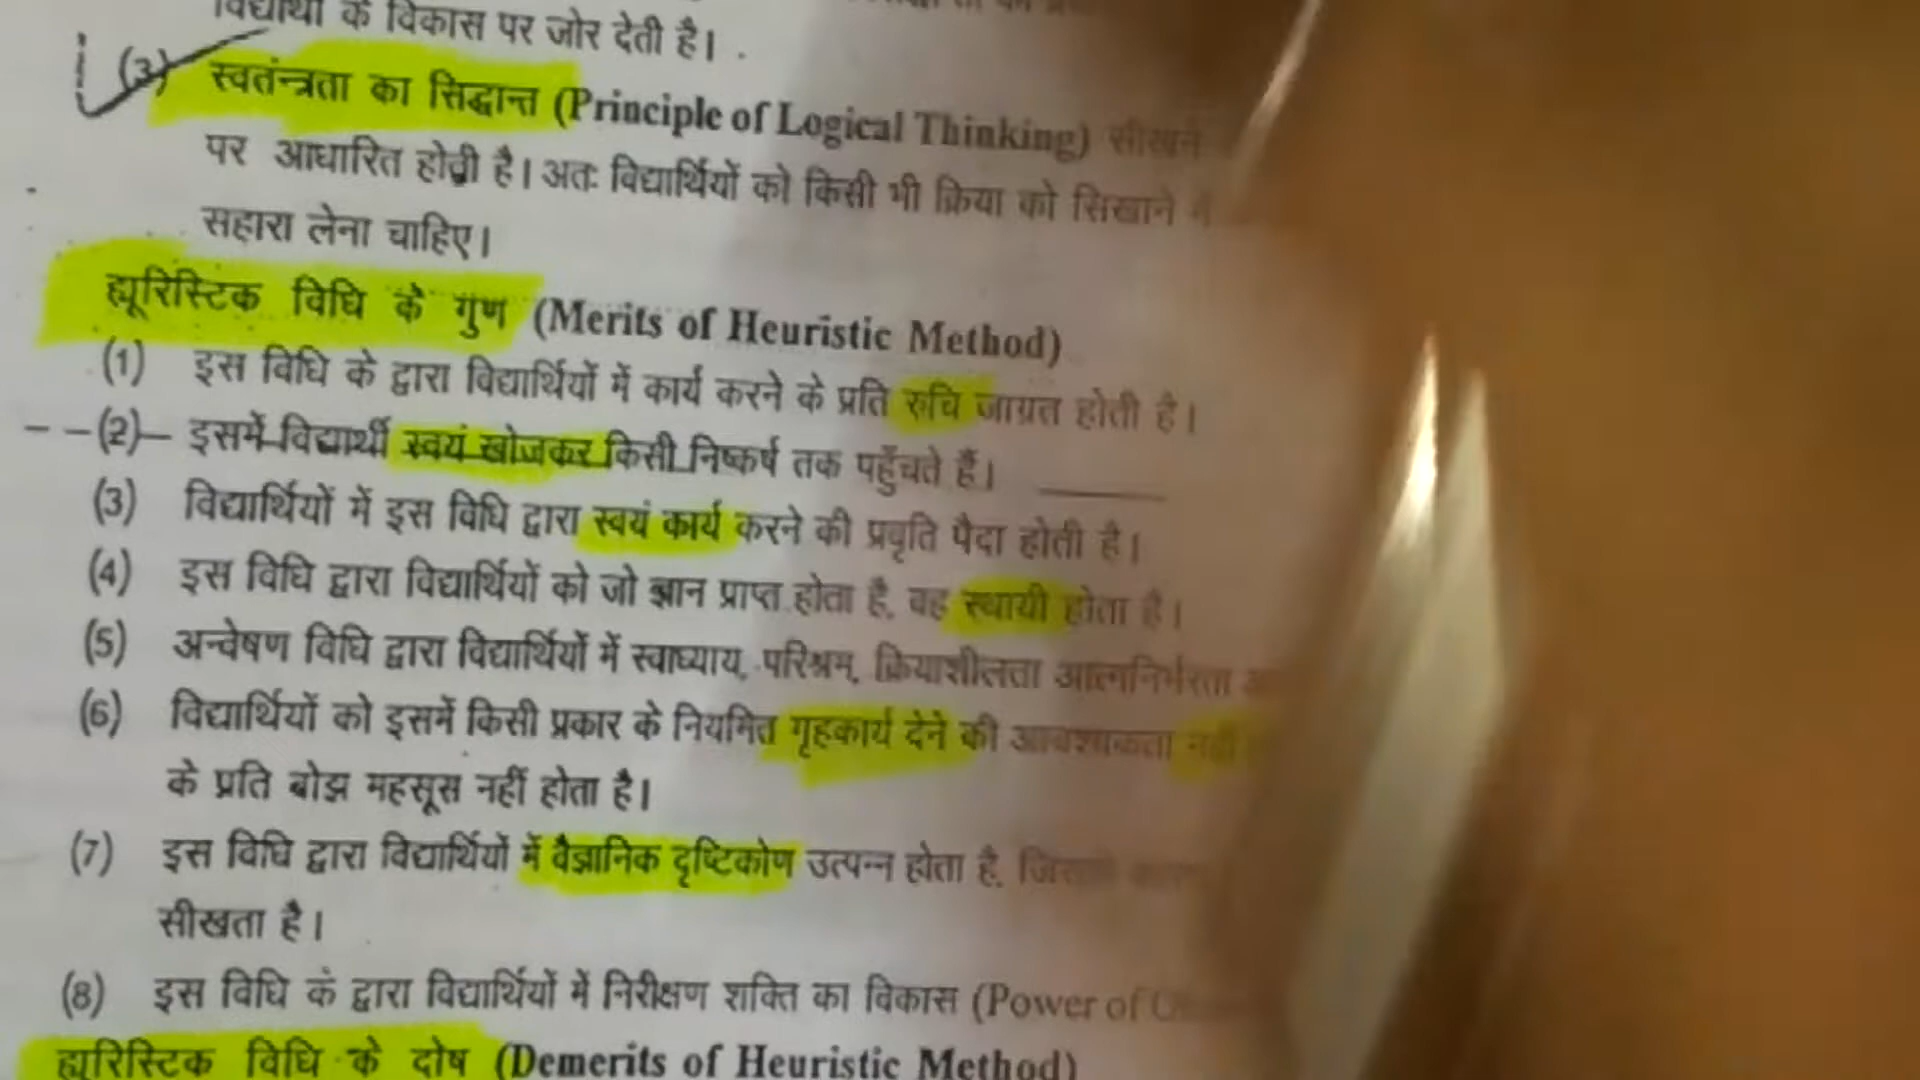 विद्यार्थी के विकास पर जोर देती है।
(3) स्वतंन्त्रता का सिद्धान्त (Principle of Logical Thinking) सीखने
पर आधारित होती है। अतः विद्यार्थियों को किसी भी क्रिया को सिखाने में
सहारा लेना चाहिए।
ह्यूरिस्टिक विधि के गुण (Merits of Heuristic Method)
(1) इस विधि के द्वारा विद्यार्थियों में कार्य करने के प्रति रुचि जाग्रत होती है।
(2) इसमें विद्यार्थी स्वयं खोजकर किसी निष्कर्ष तक पहुँचते हैं।
(3) विद्यार्थियों में इस विधि द्वारा स्वयं कार्य करने की प्रवृति पैदा होती है।
(4) इस विधि द्वारा विद्यार्थियों को जो ज्ञान प्राप्त होता है, वह स्थायी होता है।
(5) अन्वेषण विधि द्वारा विद्यार्थियों में स्वाध्याय, परिश्रम, क्रियाशीलता आत्मनिर्भरता
(6) विद्यार्थियों को इसमें किसी प्रकार के नियमित गृहकार्य देने की आवश्यकता नहीं
के प्रति बोझ महसूस नहीं होता है।
(7) इस विधि द्वारा विद्यार्थियों में वैज्ञानिक दृष्टिकोण उत्पन्न होता है,
सीखता है।
(8) इस विधि के द्वारा विद्यार्थियों में निरीक्षण शक्ति का विकास (Power of
ह्यूरिस्टिक विधि के दोष (Demerits of Heuristic Method)